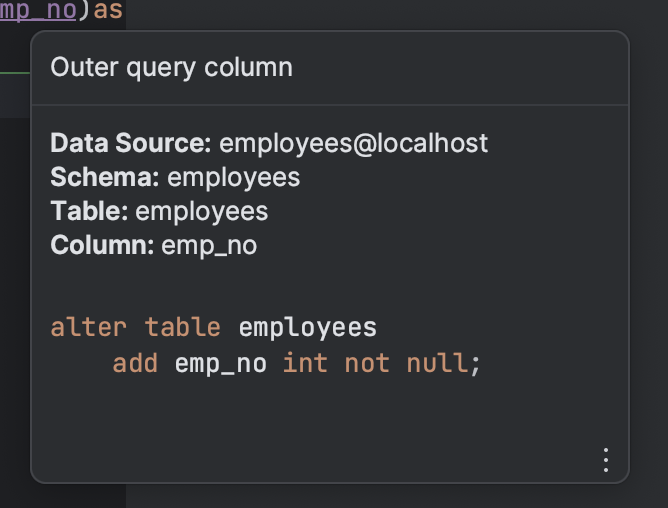 mp_no)as
Outer query column
Data Source: employees@localhost
Schema: employees
Table: employees
Column: emp_no
alter table employees
    add emp_no int not null;